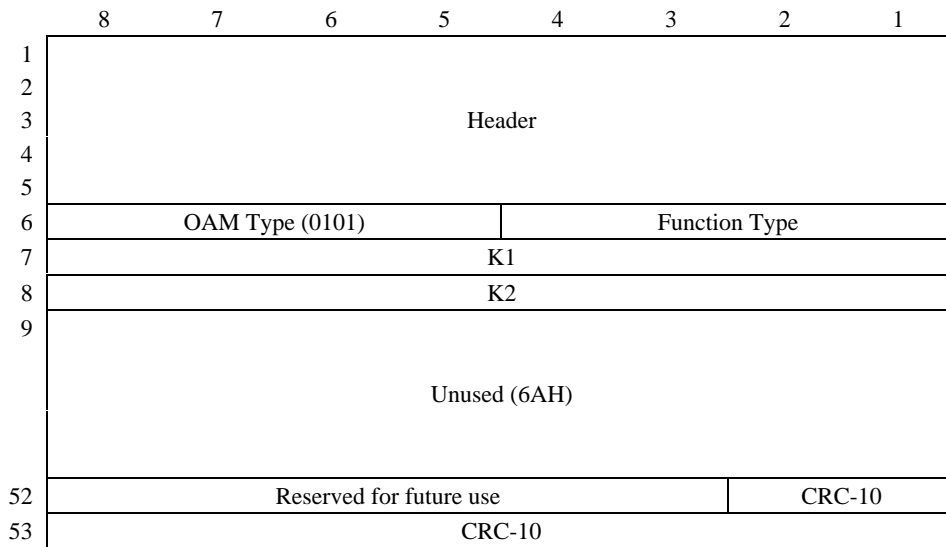 8 7 6 5 4 3 2 1
1
2
3 Header
4
5
6 OAM Type (0101) Function Type
7 K1
8 K2
9
Unused (6AH)
52 Reserved for future use CRC-10
53 CRC-10